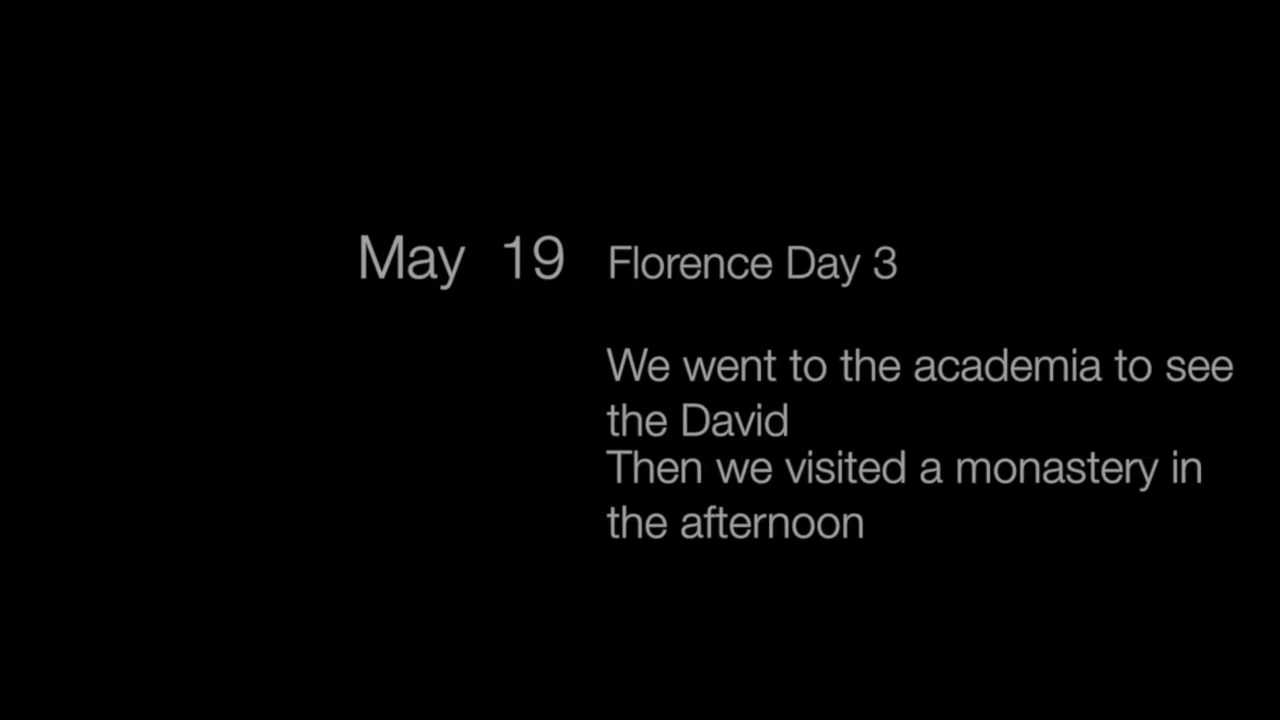 May 19 Florence Day 3
We went to the academia to see
the David
Then we visited a monastery in
the afternoon